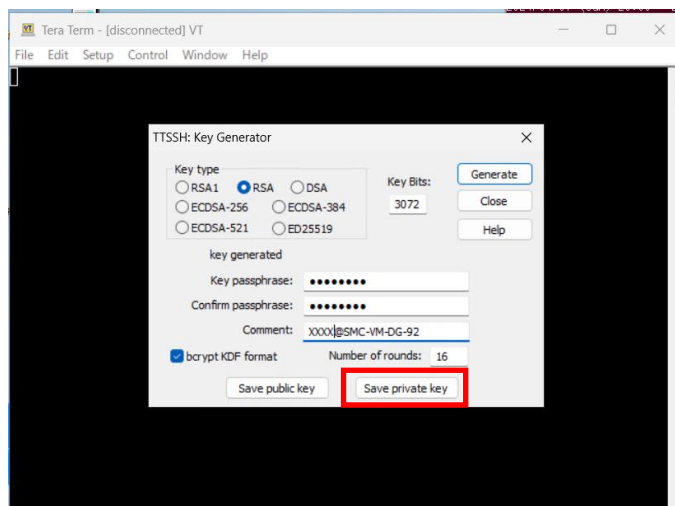 Tera Term - [disconnected] VT
File Edit Setup Control Window Help
TTSSH: Key Generator
Key type
RSA1 RSA DSA
ECDSA-256 ECDSA-384
ECDSA-521 ED25519
Key Bits:
3072
Generate
Close
Help
key generated
Key passphrase: ●●●●●●●●
Confirm passphrase: ●●●●●●●●
Comment: XXXX@SMC-VM-DG-92
bcrypt KDF format Number of rounds: 16
Save public key Save private key